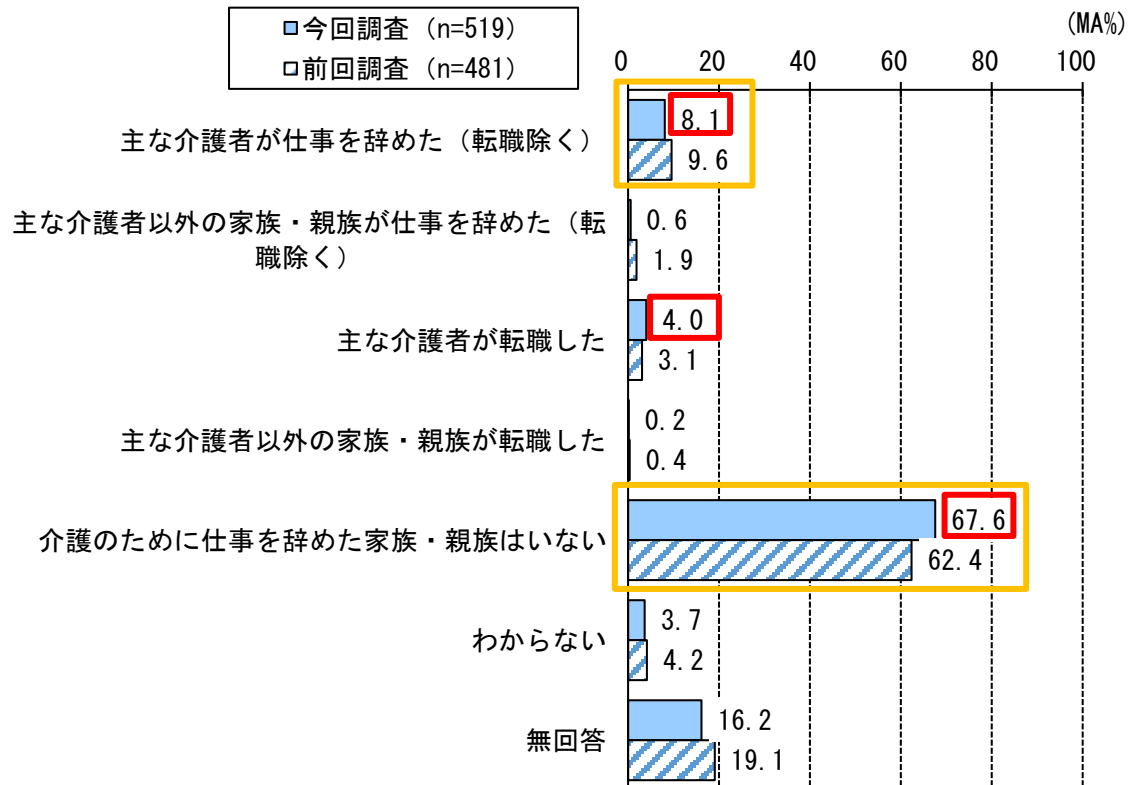 今回調査 (n=519)
前回調査 (n=481)
(MA%)
0 20 40 60 80 100
主な介護者が仕事を辞めた（転職除く）
8.1
9.6
主な介護者以外の家族・親族が仕事を辞めた（転
職除く）
0.6
1.9
主な介護者が転職した
4.0
3.1
主な介護者以外の家族・親族が転職した
0.2
0.4
介護のために仕事を辞めた家族・親族はいない
67.6
62.4
わからない
3.7
4.2
無回答
16.2
19.1